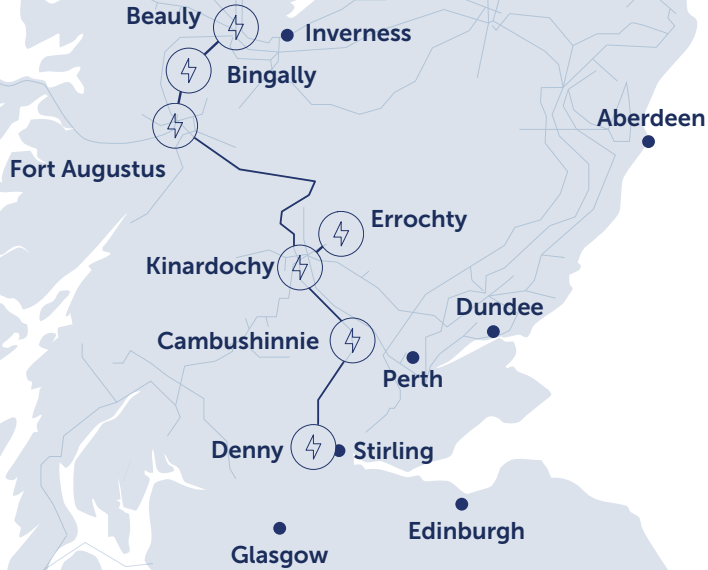 Beauly
Inverness
Bingally
Aberdeen
Fort Augustus
Errochty
Kinardochy
Dundee
Cambushinnie
Perth
Denny
Stirling
Edinburgh
Glasgow